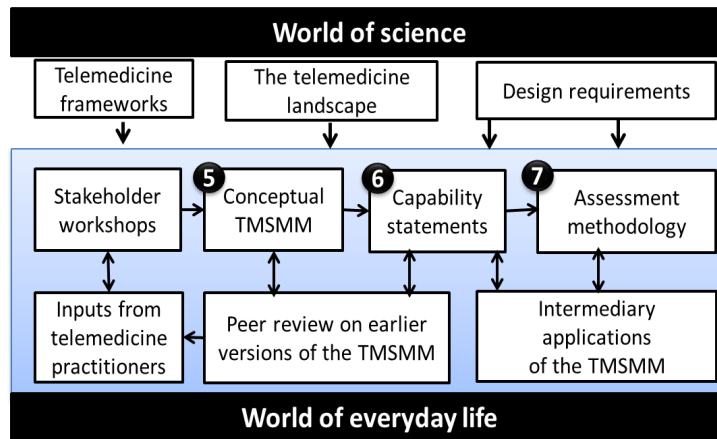 World of science
Telemedicine
frameworks
The telemedicine
landscape
Design requirements
Stakeholder
workshops
5
Conceptual
TMSMM
6
Capability
statements
7
Assessment
methodology
Inputs from
telemedicine
practitioners
Peer review on earlier
versions of the TMSMM
Intermediary
applications
of the TMSMM
World of everyday life